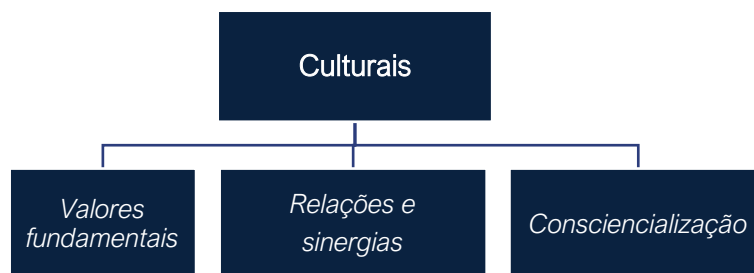 Culturais
Valores
fundamentais
Relações e
sinergias
Consciencialização